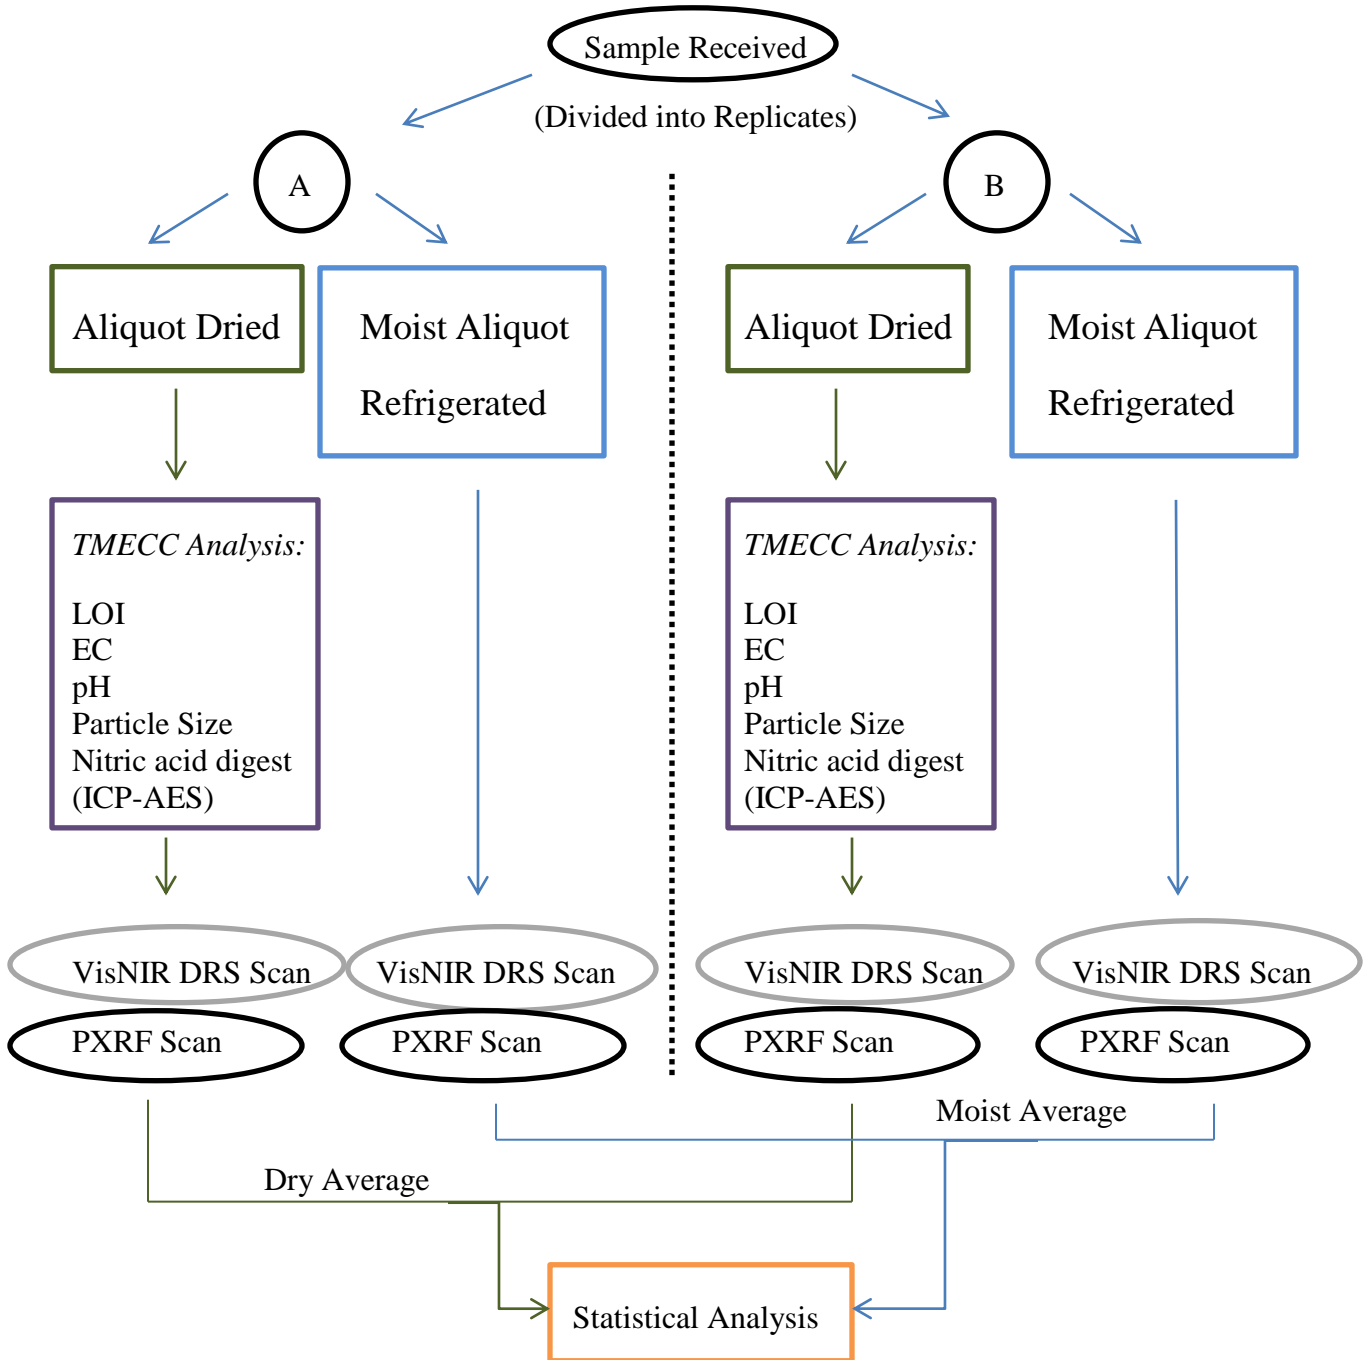 Sample Received
(Divided into Replicates)
A
B
Aliquot Dried
Moist Aliquot
Refrigerated
Aliquot Dried
Moist Aliquot
Refrigerated
TMECC Analysis:
LOI
EC
pH
Particle Size
Nitric acid digest
(ICP-AES)
TMECC Analysis:
LOI
EC
pH
Particle Size
Nitric acid digest
(ICP-AES)
VisNIR DRS Scan
VisNIR DRS Scan
VisNIR DRS Scan
VisNIR DRS Scan
PXRF Scan
PXRF Scan
PXRF Scan
PXRF Scan
Moist Average
Dry Average
Statistical Analysis